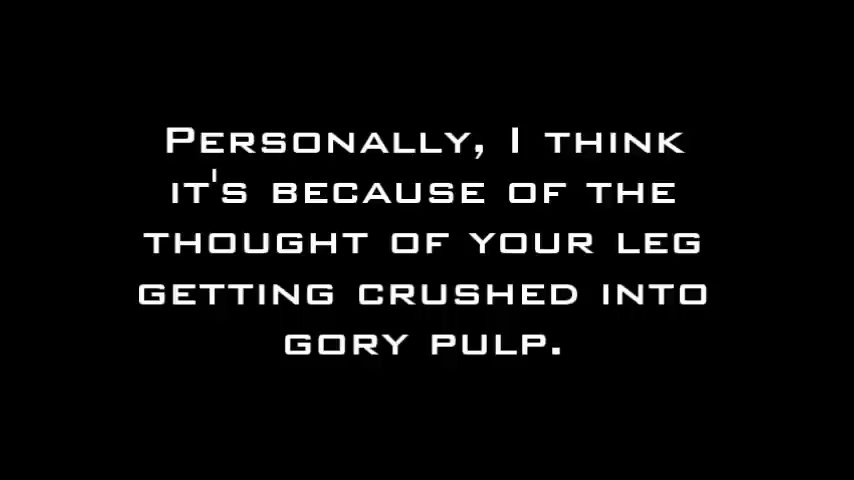 Personally, I think
it's because of the
thought of your leg
getting crushed into
gory pulp.